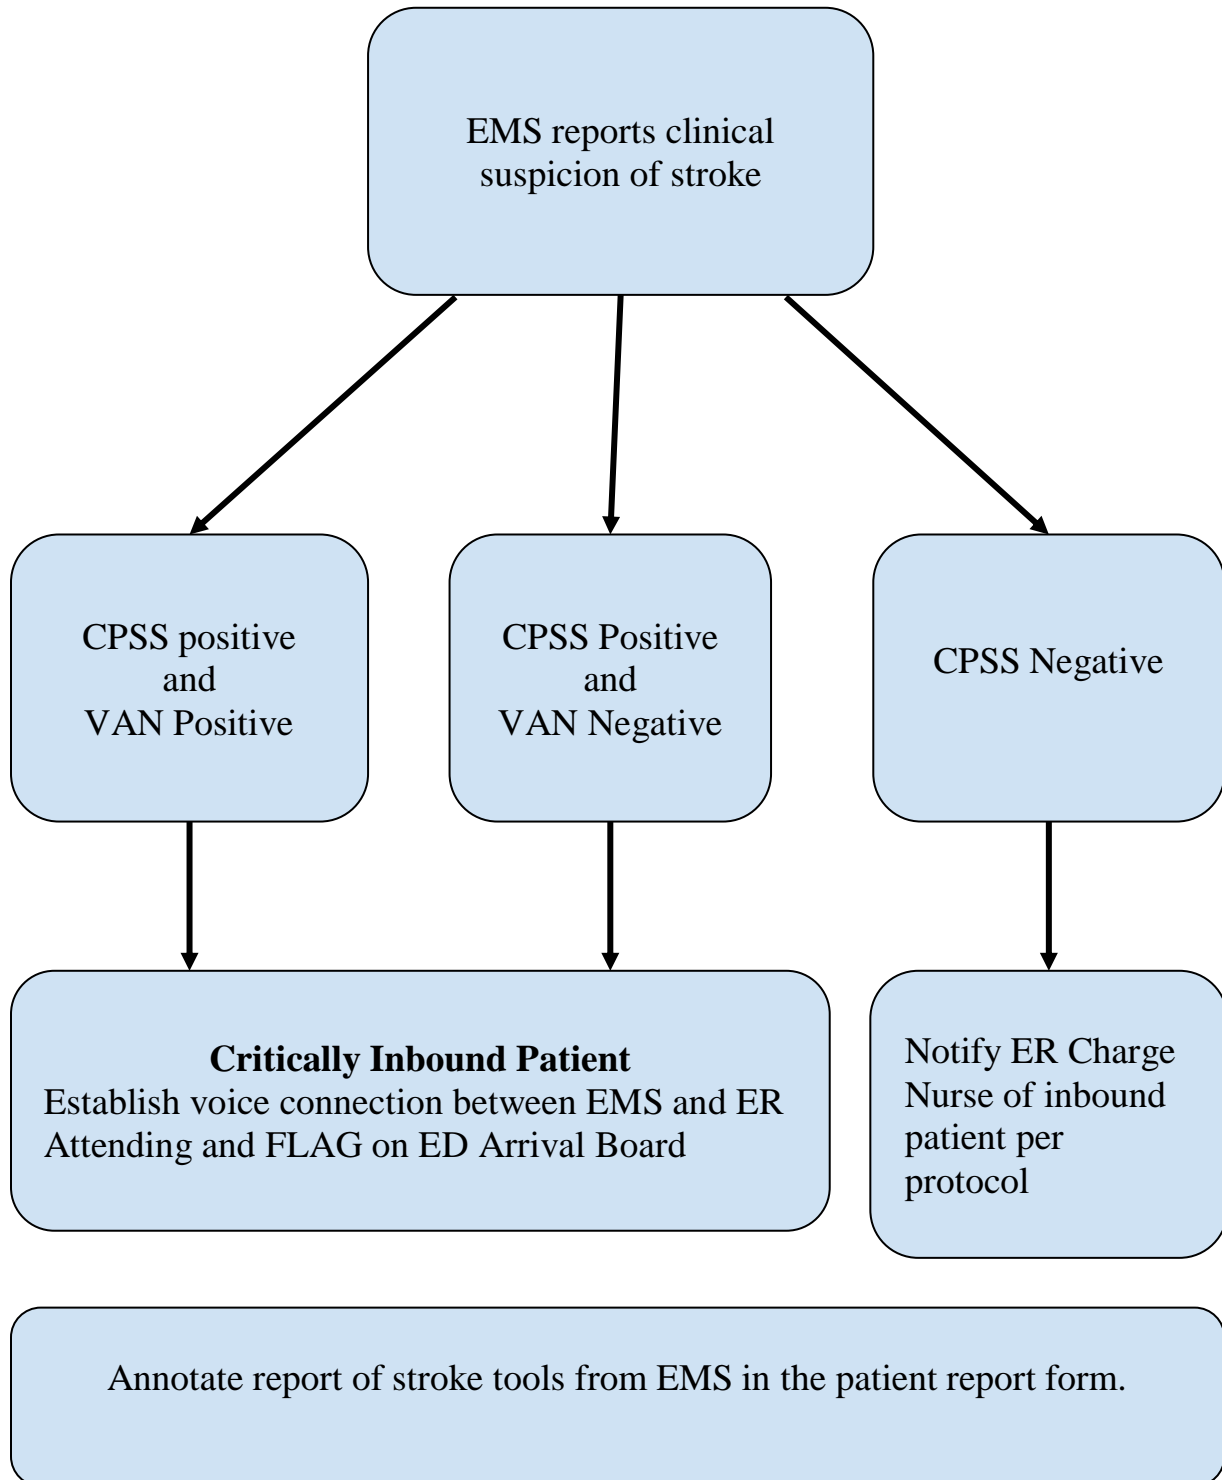 EMS reports clinical
suspicion of stroke
CPSS positive
and
VAN Positive
CPSS Positive
and
VAN Negative
CPSS Negative
Critically Inbound Patient
Establish voice connection between EMS and ER
Attending and FLAG on ED Arrival Board
Notify ER Charge
Nurse of inbound
patient per
protocol
Annotate report of stroke tools from EMS in the patient report form.